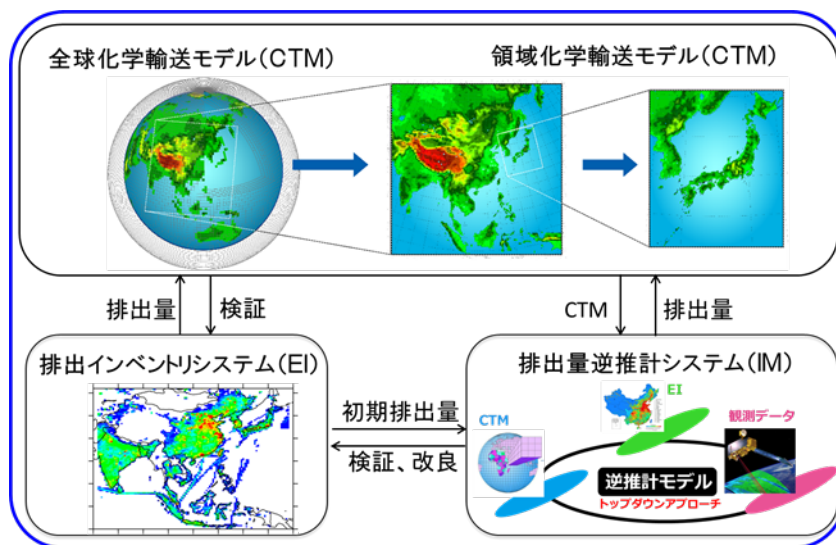 全球化学輸送モデル(CTM)
領域化学輸送モデル(CTM)
排出量
検証
CTM
排出量
排出インベントリシステム(EI)
初期排出量
検証、改良
排出量逆推計システム(IM)
EI
CTM
観測データ
逆推計モデル
トップダウンアプローチ